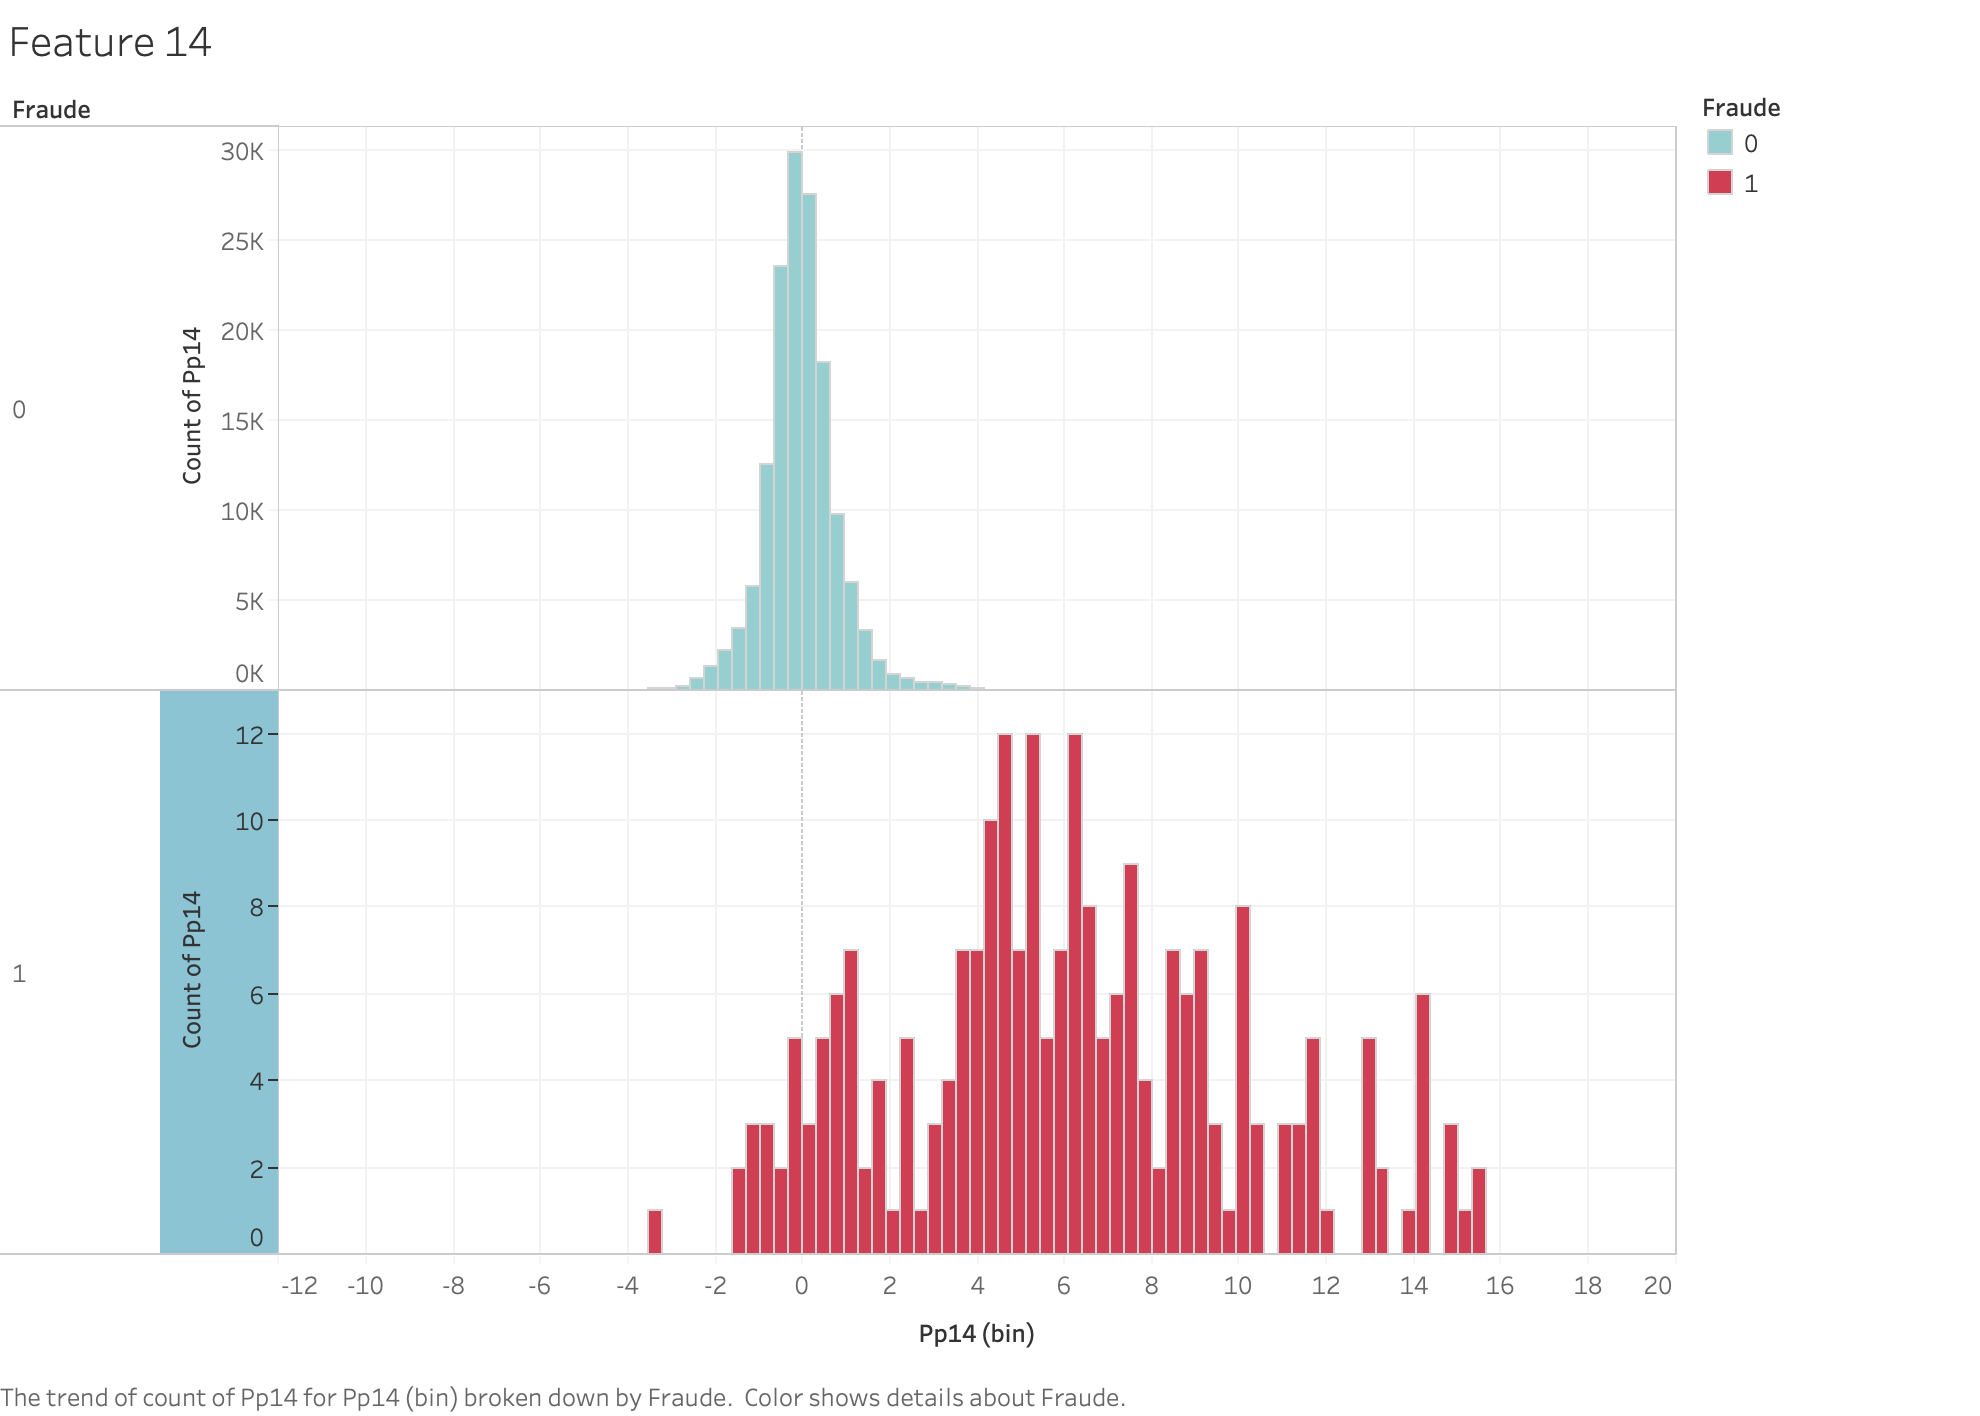 Feature 14
Fraude
Fraude
0
1
30K
25K
20K
15K
10K
5K
0K
Count of Pp14
0
12
10
8
6
4
2
0
Count of Pp14
1
-12 -10 -8 -6 -4 -2 0 2 4 6 8 10 12 14 16 18 20
Pp14 (bin)
The trend of count of Pp14 for Pp14 (bin) broken down by Fraude.  Color shows details about Fraude.